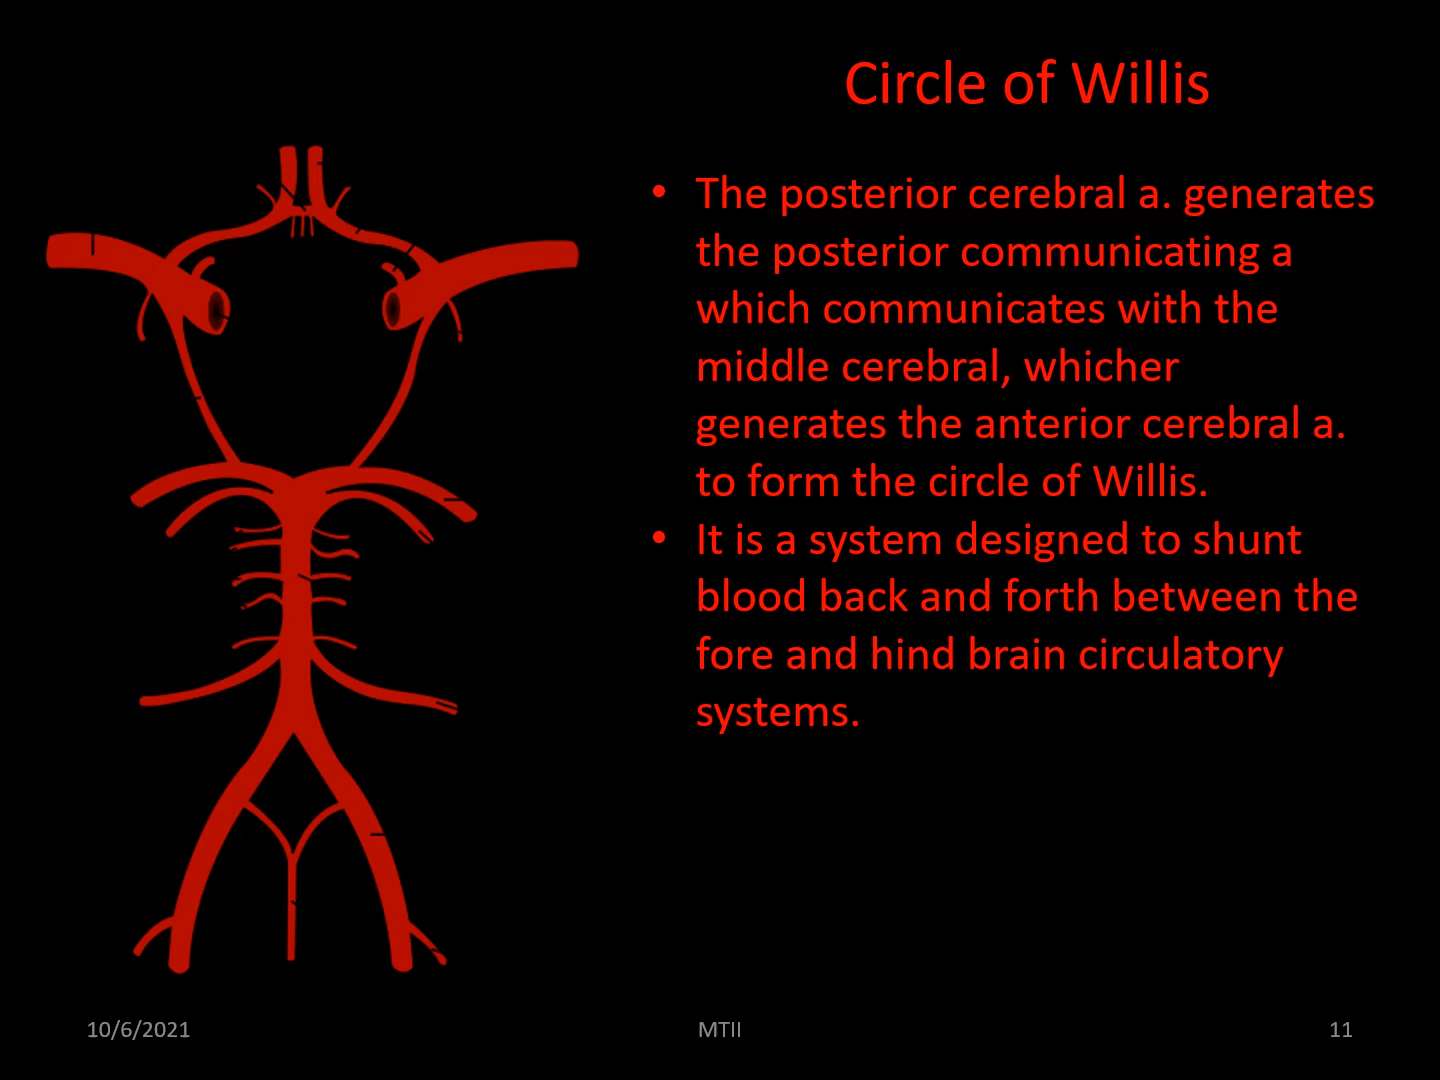 Circle of Willis
• The posterior cerebral a. generates
the posterior communicating a
which communicates with the
middle cerebral, whicher
generates the anterior cerebral a.
to form the circle of Willis.
• It is a system designed to shunt
blood back and forth between the
fore and hind brain circulatory
systems.
10/6/2021
MTII
11